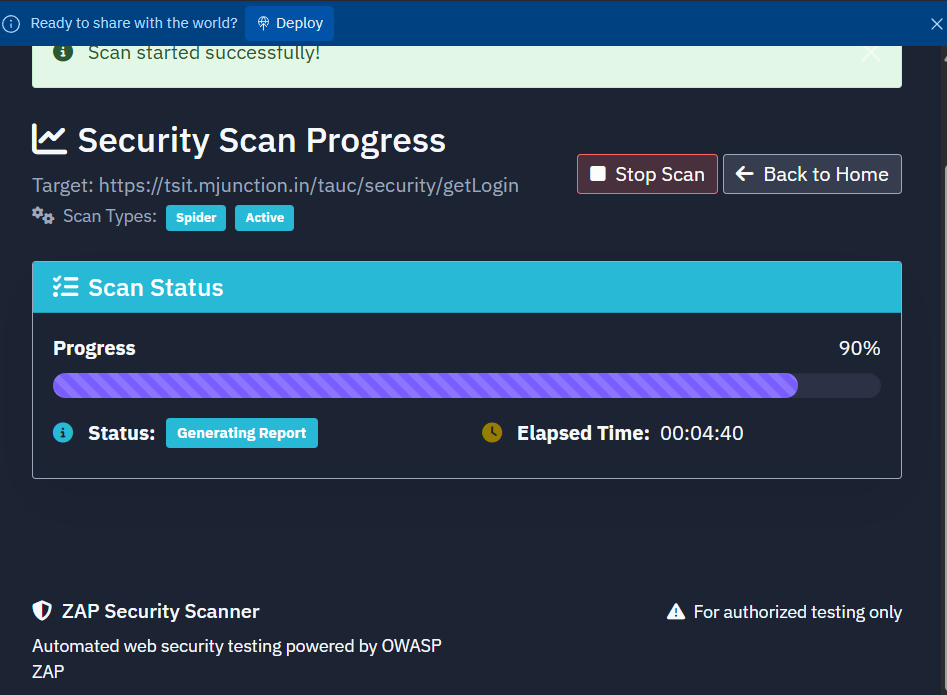 Ready to share with the world? Deploy
Scan started successfully!
Security Scan Progress
Target: https://tsit.mjunction.in/tauc/security/getLogin
Scan Types: Spider Active
Stop Scan
Back to Home
Scan Status
Progress 90%
Status: Generating Report
Elapsed Time: 00:04:40
ZAP Security Scanner
Automated web security testing powered by OWASP
ZAP
For authorized testing only